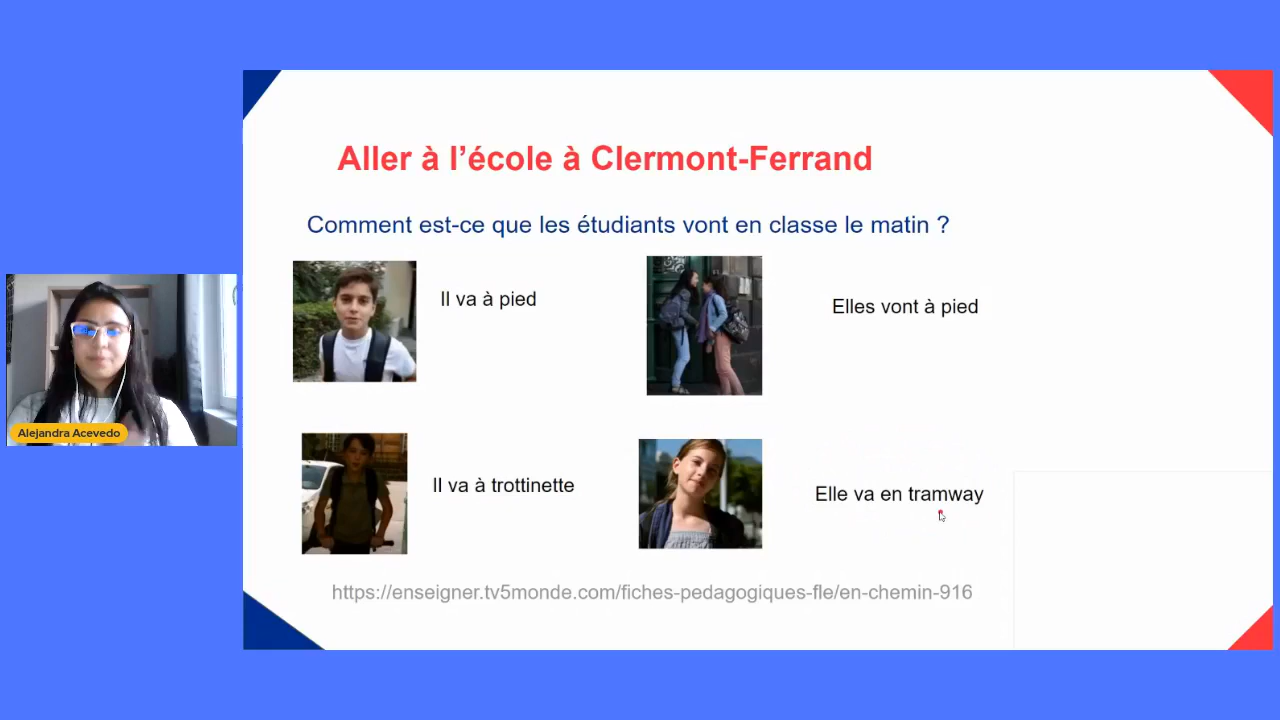 Aller à l’école à Clermont-Ferrand
Comment est-ce que les étudiants vont en classe le matin ?
Il va à pied
Elles vont à pied
Il va à trottinette
Elle va en tramway
https://enseigner.tv5monde.com/fiches-pedagogiques-fle/en-chemin-916
Alejandra Acevedo